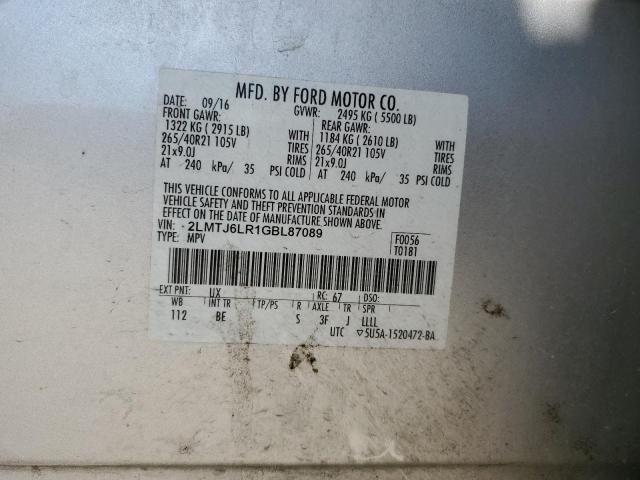 MFD. BY FORD MOTOR CO.
DATE: 09/16 GVWR: 2495 KG ( 5500 LB)
FRONT GAWR: REAR GAWR:
1322 KG ( 2915 LB) WITH 1184 KG ( 2610 LB) WITH
265/40R21 105V TIRES 265/40R21 105V TIRES
21x9.0J RIMS 21x9.0J RIMS
AT 240 kPa/ 35 PSI COLD AT 240 kPa/ 35 PSI COLD
THIS VEHICLE CONFORMS TO ALL APPLICABLE FEDERAL MOTOR
VEHICLE SAFETY AND THEFT PREVENTION STANDARDS IN
EFFECT ON THE DATE OF MANUFACTURE SHOWN ABOVE.
VIN: 2LMTJ6LR1GBL87089 F0056
TYPE: MPV T0181
EXT PNT: UX RC: 67 DSO:
WB INT TR TP/PS R AXLE TR SPR
112 BE S 3F J LLLL
UTC ▽5U5A-1520472-BA